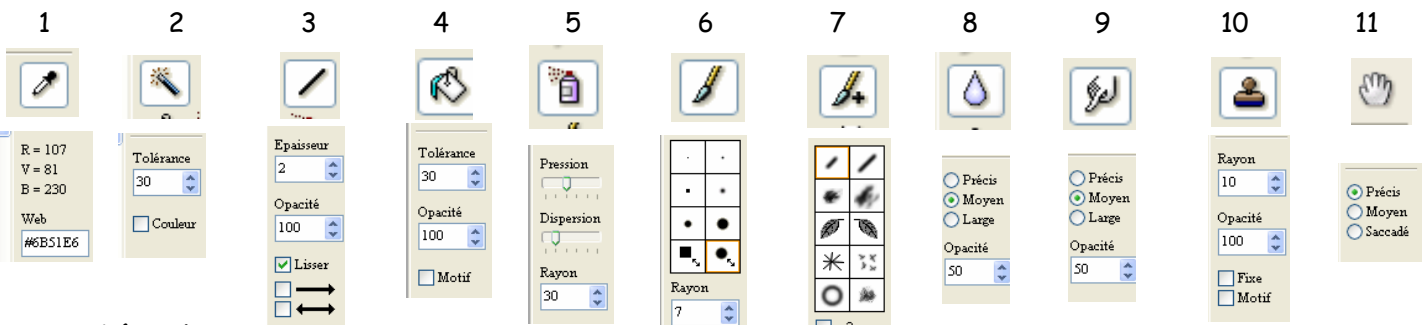 1 2 3 4 5 6 7 8 9 10 11
R = 107
V = 81
B = 230
Web
#6B51E6
Tolérance
30
Couleur
Epaisseur
2
Opacité
100
Lisser
Tolérance
30
Opacité
100
Motif
Pression
Dispersion
Rayon
30
Rayon
7
Précis
Moyen
Large
Opacité
50
Précis
Moyen
Large
Opacité
50
Rayon
10
Opacité
100
Fixe
Motif
Précis
Moyen
Saccadé